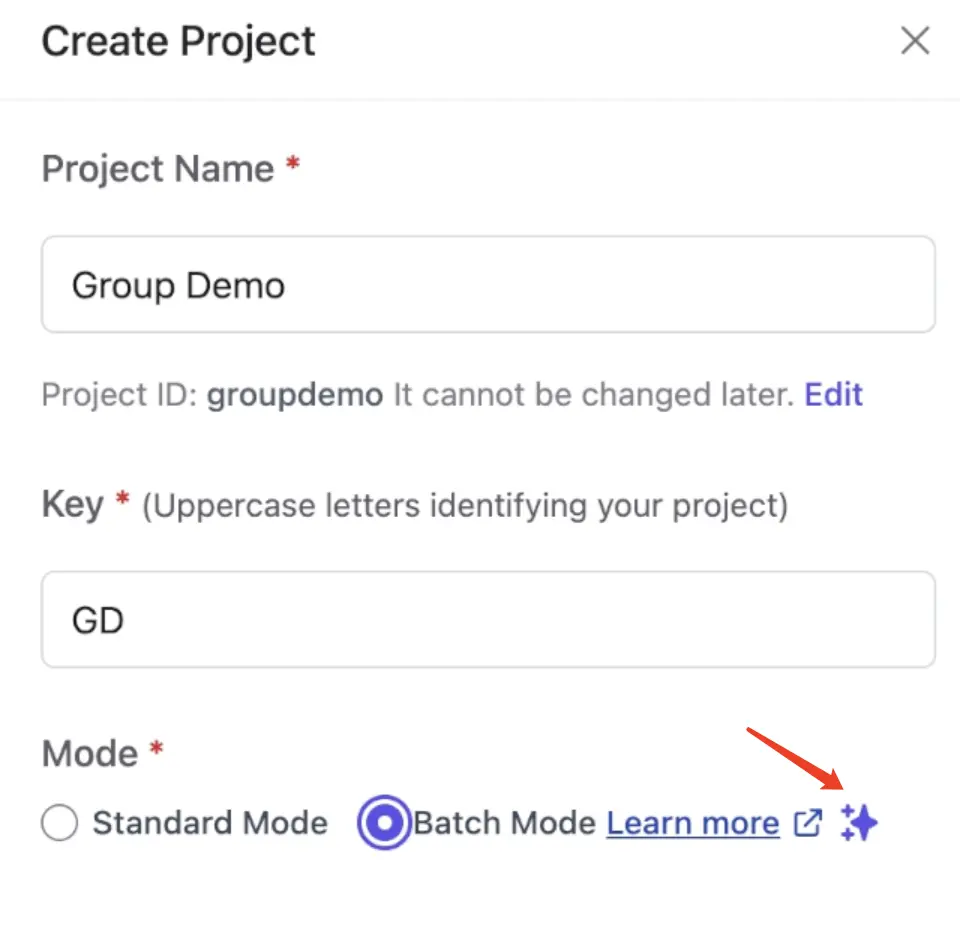 Create Project
Project Name *
Group Demo
Project ID: groupdemo It cannot be changed later. Edit
Key * (Uppercase letters identifying your project)
GD
Mode *
Standard Mode Batch Mode Learn more